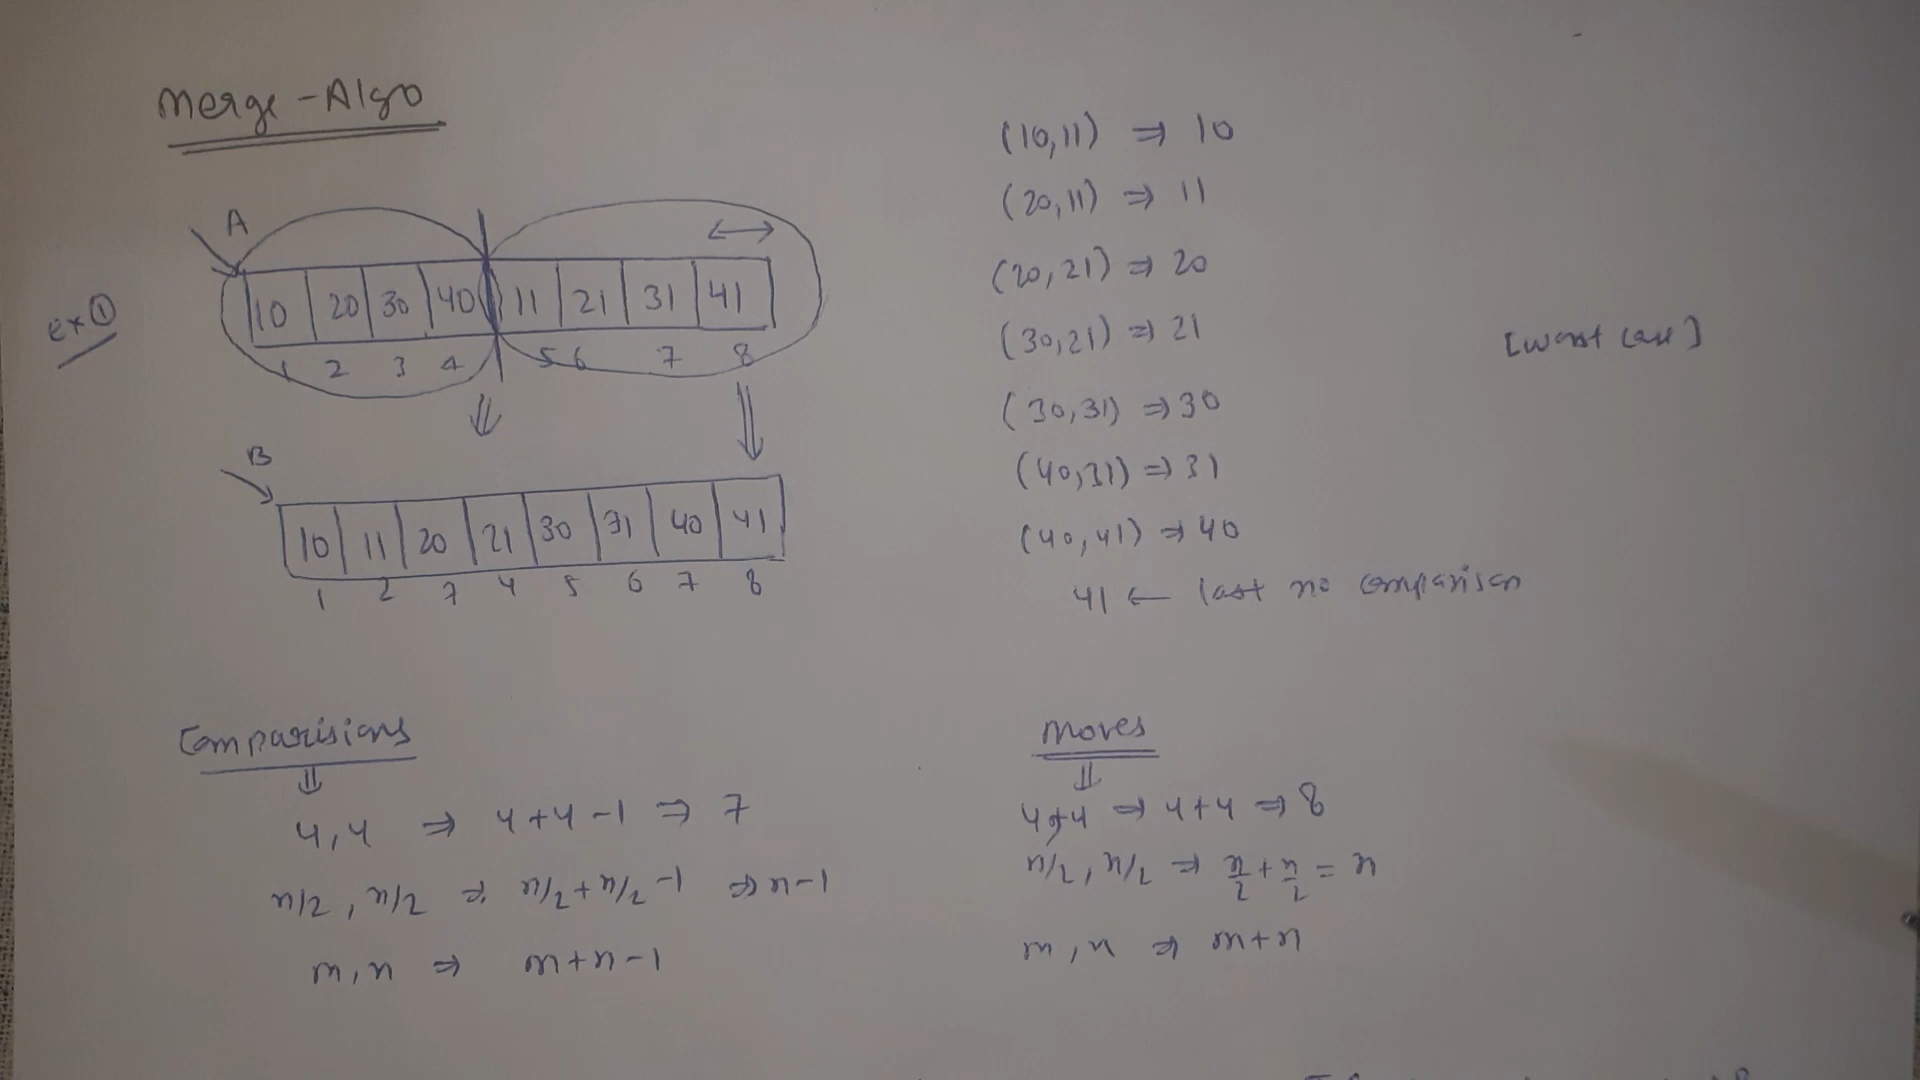 Merge - Algo
A
ex ①
10 20 30 40 11 21 31 41
1 2 3 4 5 6 7 8
B
10 11 20 21 30 31 40 41
1 2 3 4 5 6 7 8
(10,11) ⇒ 10
(20,11) ⇒ 11
(20,21) ⇒ 20
(30,21) ⇒ 21
(30,31) ⇒ 30
(40,31) ⇒ 31
(40,41) ⇒ 40
41 ← last no comparison
[worst case]
Comparisions
⇓
4,4 ⇒ 4+4-1 ⇒ 7
n/2, n/2 ⇒ n/2+n/2-1 ⇒ n-1
m,n ⇒ m+n-1
Moves
⇓
4,4 ⇒ 4+4 ⇒ 8
n/2, n/2 ⇒ n/2 + n/2 = n
m,n ⇒ m+n